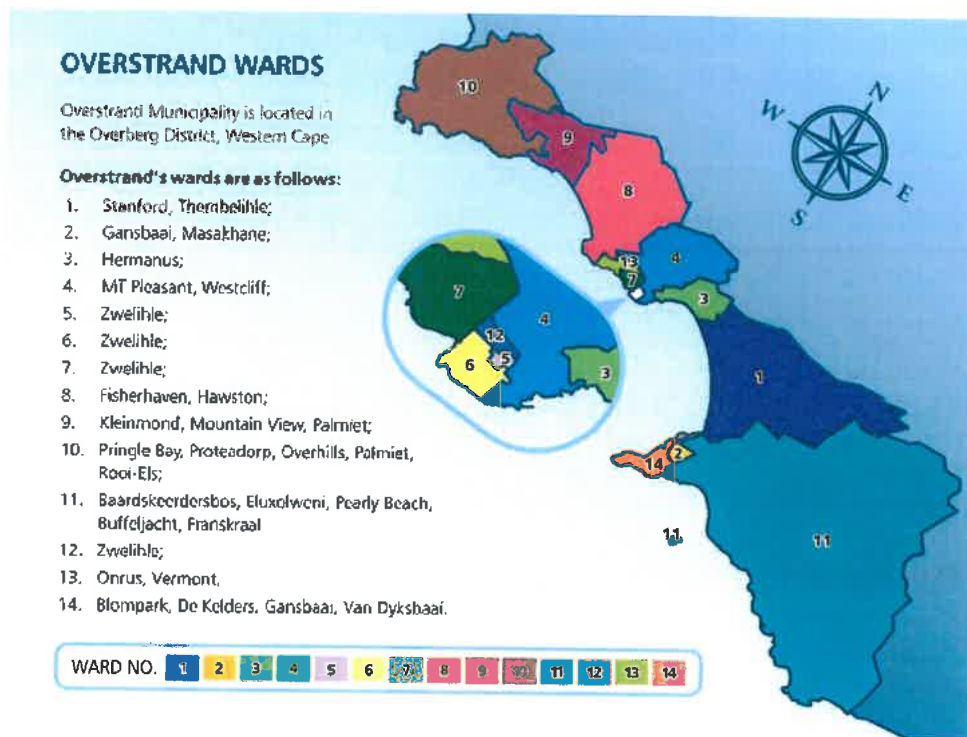 OVERSTRAND WARDS
Overstrand Municipality is located in
the Overberg District, Western Cape
Overstrand's wards are as follows:
1. Stanford, Thembelihle;
2. Gansbaai, Masakhane;
3. Hermanus;
4. MT Pleasant, Westcliff;
5. Zwelihle;
6. Zwelihle;
7. Zwelihle;
8. Fisherhaven, Hawston;
9. Kleinmond, Mountain View, Palmiet;
10. Pringle Bay, Proteadorp, Overhills, Palmiet,
Rooi-Els;
11. Baardskeerdersbos, Eluxolweni, Pearly Beach,
Buffeljacht, Franskraal
12. Zwelihle;
13. Onrus, Vermont,
14. Blompark, De Kelders, Gansbaai, Van Dyksbaai.
WARD NO. 1 2 3 4 5 6 7 8 9 10 11 12 13 14
10
9
8
13
7
4
3
1
2
14
11
11
7
4
12
5
6
3
N
W
E
S